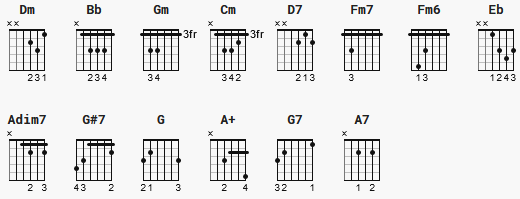 Dm Bb Gm Cm D7 Fm7 Fm6 Eb
×× × × ×× ××
3fr 3fr
231 234 34 342 213 3 13 1243
Adim7 G#7 G A+ G7 A7
× × ×
2 3 43 2 21 3 2 4 32 1 1 2